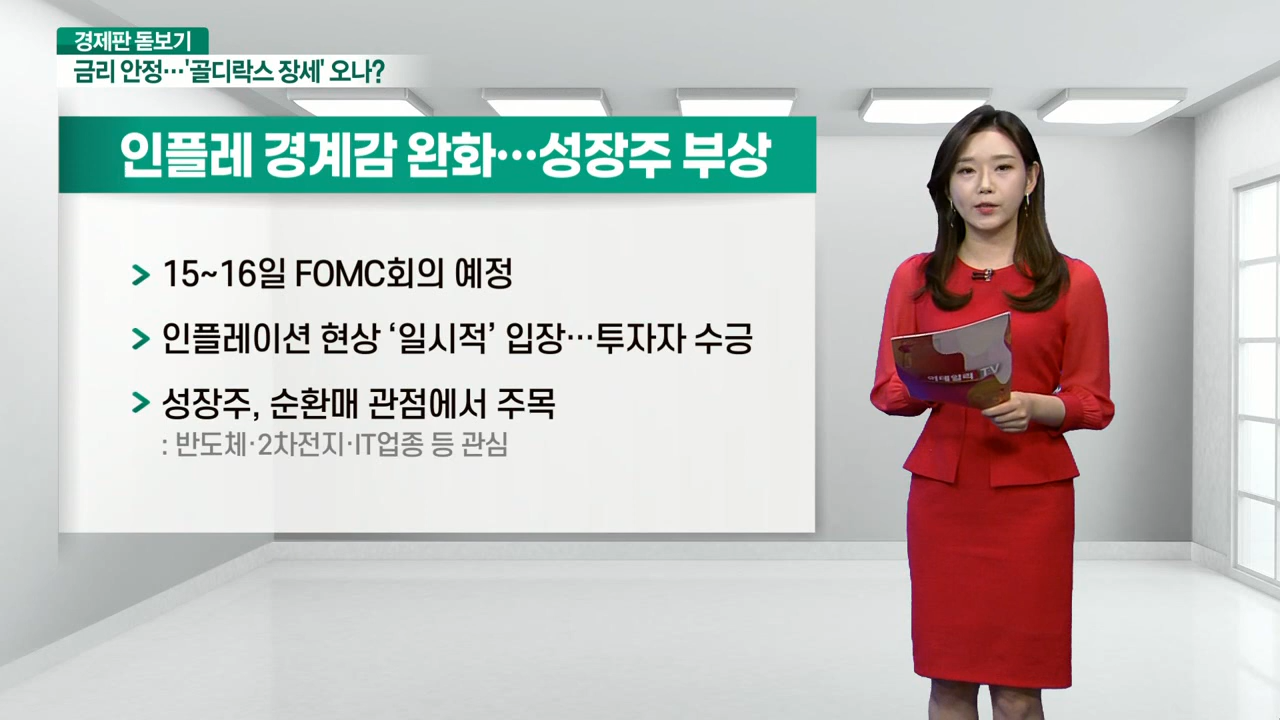 경제판 돋보기
금리 안정…'골디락스 장세' 오나?
인플레 경계감 완화…성장주 부상
> 15~16일 FOMC회의 예정
> 인플레이션 현상 ‘일시적’ 입장…투자자 수긍
> 성장주, 순환매 관점에서 주목
: 반도체·2차전지·IT업종 등 관심
이데일리 TV